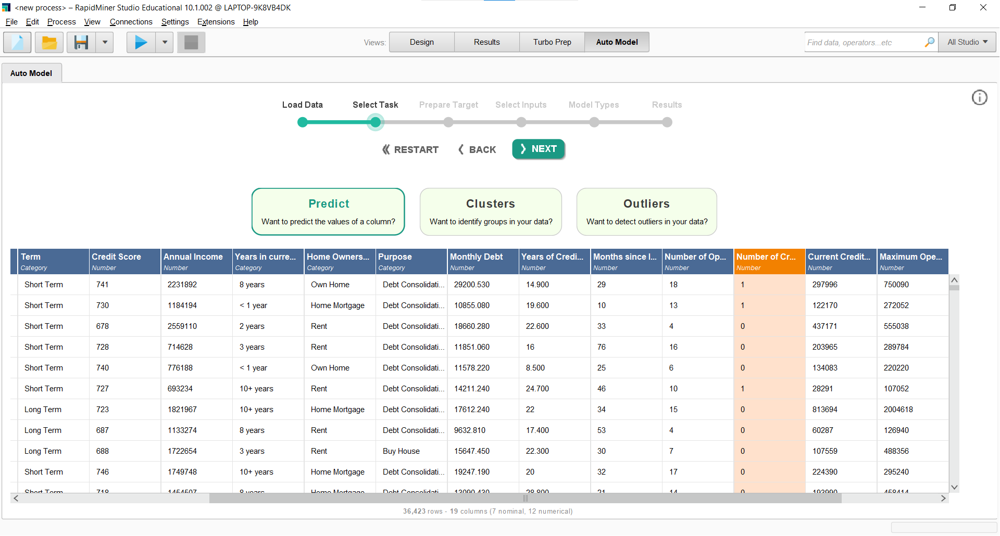 <new process> – RapidMiner Studio Educational 10.1.002 @ LAPTOP-9K8VB4DK
File Edit Process View Connections Settings Extensions Help
Views: Design Results Turbo Prep Auto Model Find data, operators...etc All Studio
Auto Model
Load Data Select Task Prepare Target Select Inputs Model Types Results
RESTART BACK NEXT
Predict Clusters Outliers
Want to predict the values of a column? Want to identify groups in your data? Want to detect outliers in your data?
Term Credit Score Annual Income Years in curre... Home Owners... Purpose Monthly Debt Years of Credi... Months since l... Number of Op... Number of Cr... Current Credit... Maximum Ope...
Category Number Number Category Category Category Number Number Number Number Number Number Number
Short Term 741 2231892 8 years Own Home Debt Consolidati... 29200.530 14.900 29 18 1 297996 750090
Short Term 730 1184194 < 1 year Home Mortgage Debt Consolidati... 10855.080 19.600 10 13 1 122170 272052
Short Term 678 2559110 2 years Rent Debt Consolidati... 18660.280 22.600 33 4 0 437171 555038
Short Term 728 714628 3 years Rent Debt Consolidati... 11851.060 16 76 16 0 203965 289784
Short Term 740 776188 < 1 year Own Home Debt Consolidati... 11578.220 8.500 25 6 0 134083 220220
Short Term 727 693234 10+ years Rent Debt Consolidati... 14211.240 24.700 46 10 1 28291 107052
Long Term 723 1821967 10+ years Home Mortgage Debt Consolidati... 17612.240 22 34 15 0 813694 2004618
Long Term 687 1133274 8 years Rent Debt Consolidati... 9632.810 17.400 53 4 0 60287 126940
Long Term 688 1722654 3 years Rent Buy House 15647.450 22.300 30 7 0 107559 488356
Short Term 746 1749748 10+ years Home Mortgage Debt Consolidati... 19247.190 20 32 17 0 224390 295240
Short Term 718 1454507 8 years Home Mortgage Debt Consolidati... 13090.430 28.800 21 14 0 193990 458414
36,423 rows - 19 columns (7 nominal, 12 numerical)